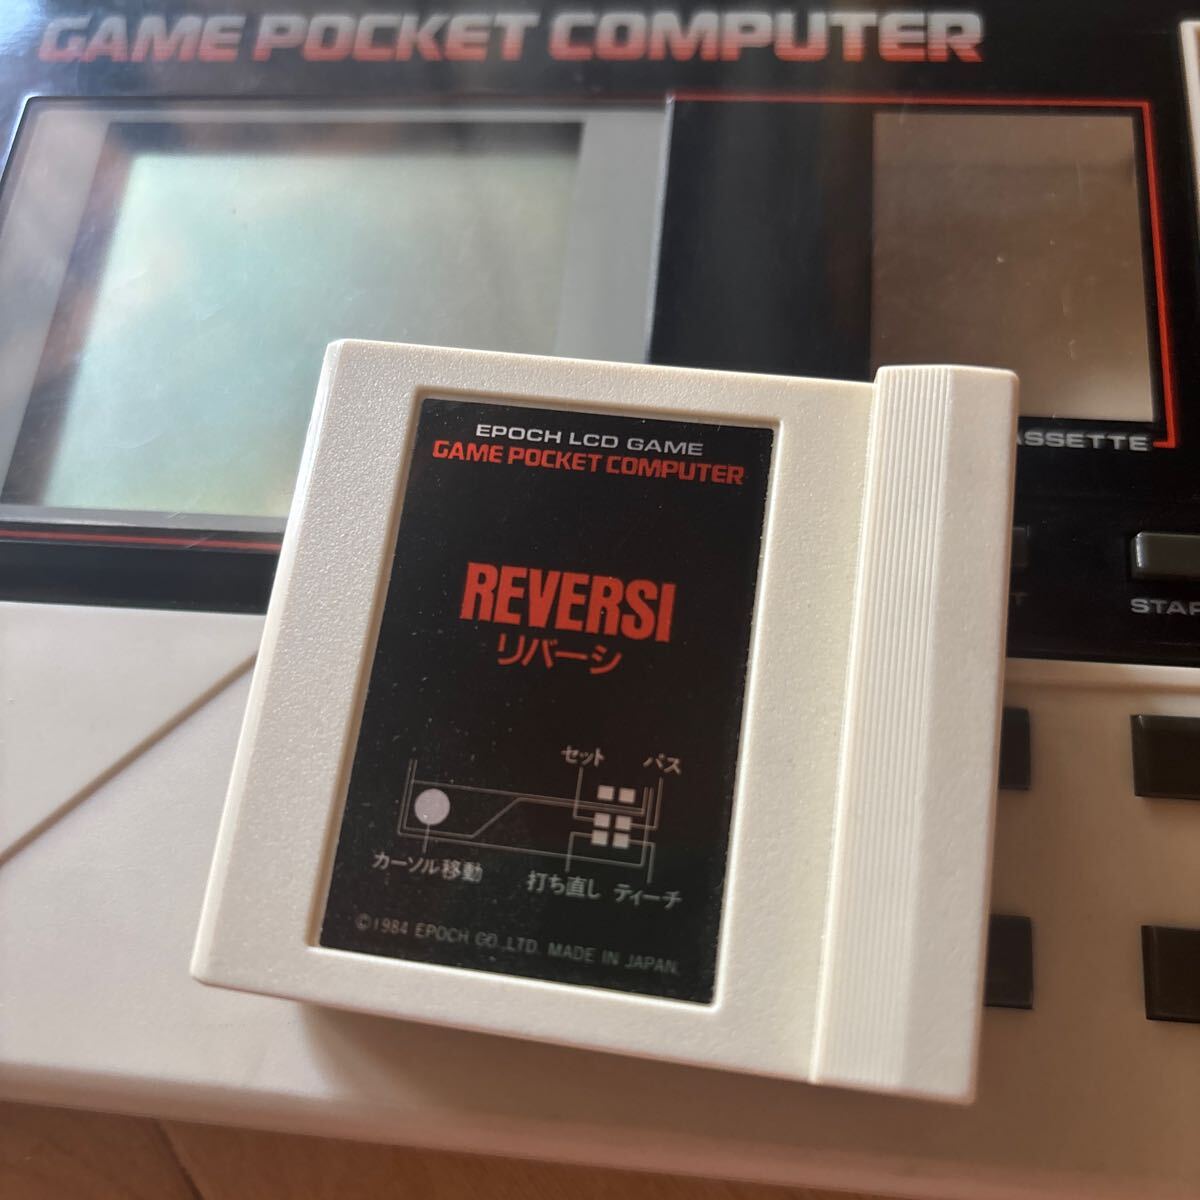 GAME POCKET COMPUTER
ASSETTE
STAR
EPOCH LCD GAME
GAME POCKET COMPUTER
REVERSI
リバーシ
セット パス
カーソル移動 打ち直し ティーチ
©1984 EPOCH CO.,LTD. MADE IN JAPAN.